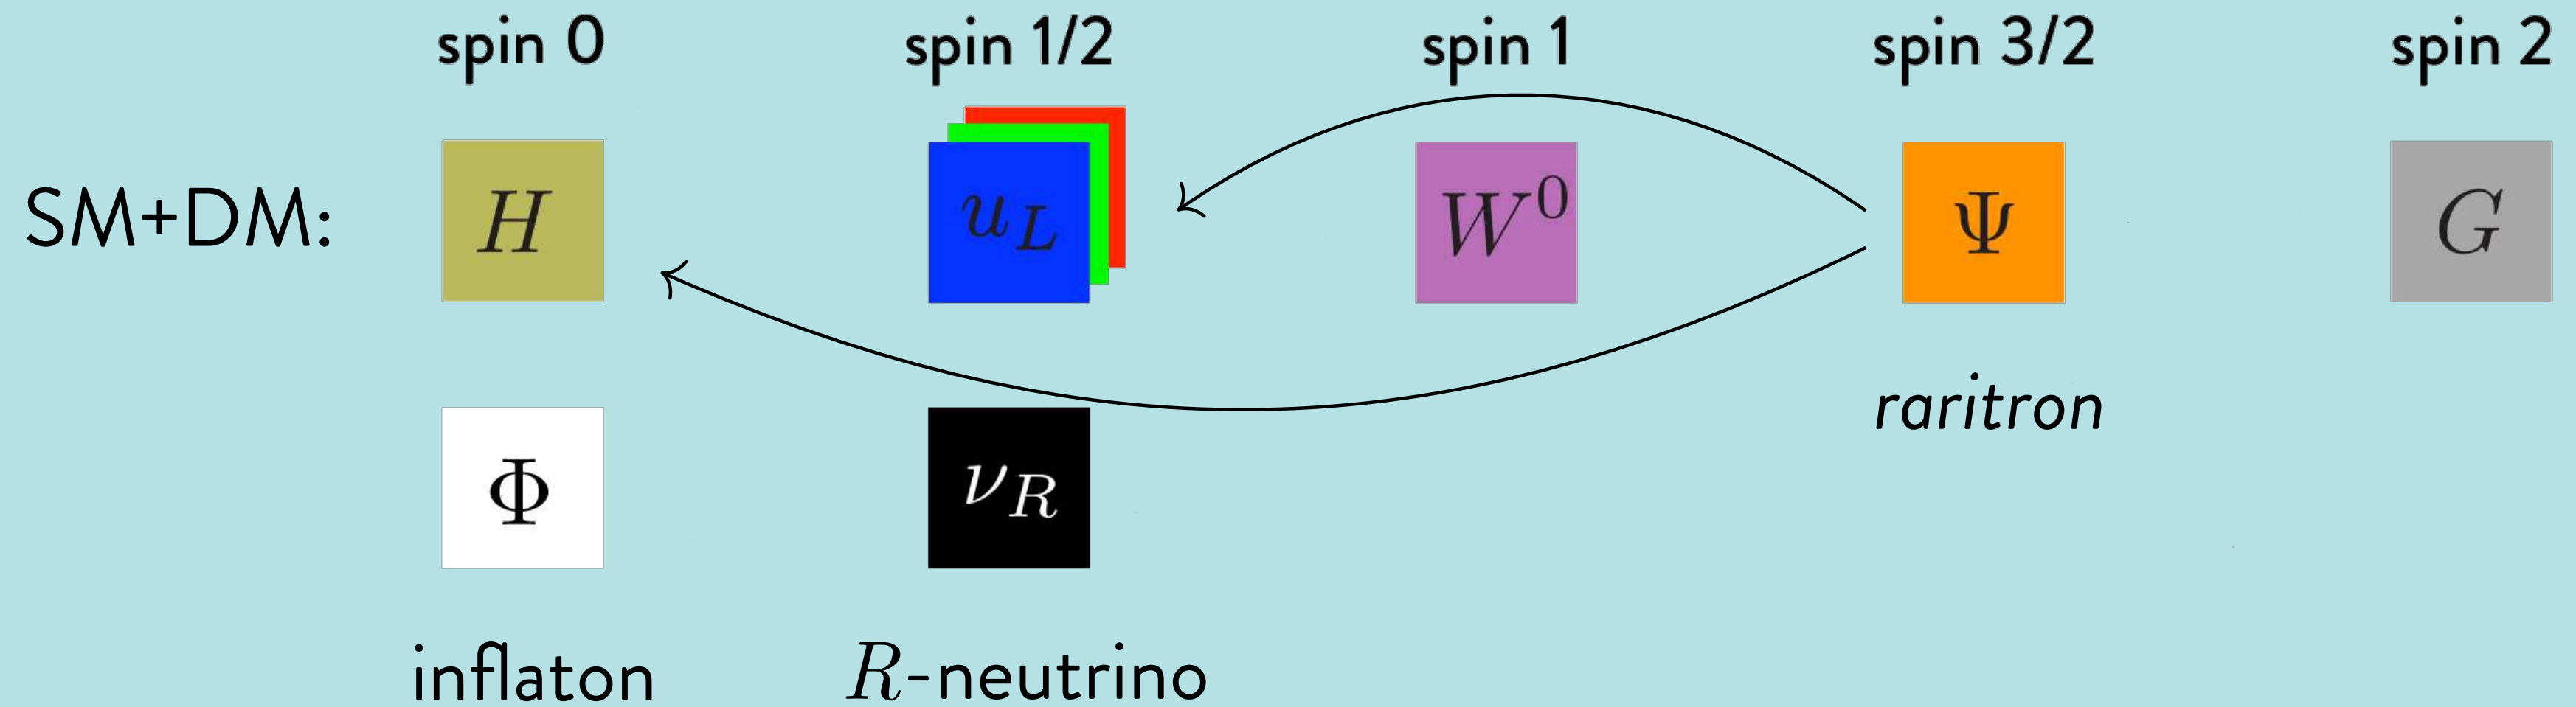 spin 0 spin 1/2 spin 1 spin 3/2 spin 2
SM+DM: H u_L W^0 Ψ G
raritron
Φ ν_R
inflaton R-neutrino